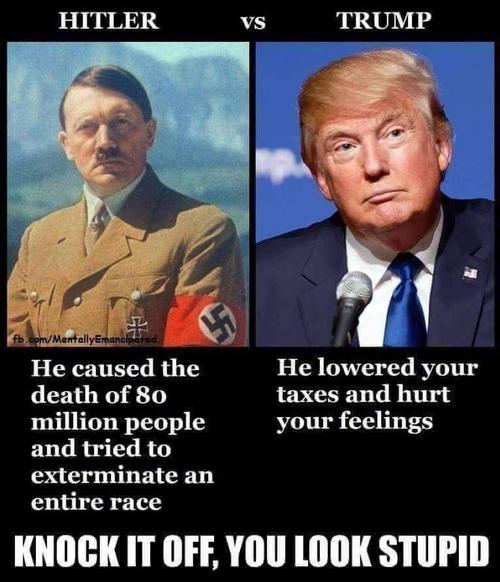 HITLER vs TRUMP
fb.com/MentallyEmancipated
He caused the
death of 80
million people
and tried to
exterminate an
entire race
He lowered your
taxes and hurt
your feelings
KNOCK IT OFF, YOU LOOK STUPID